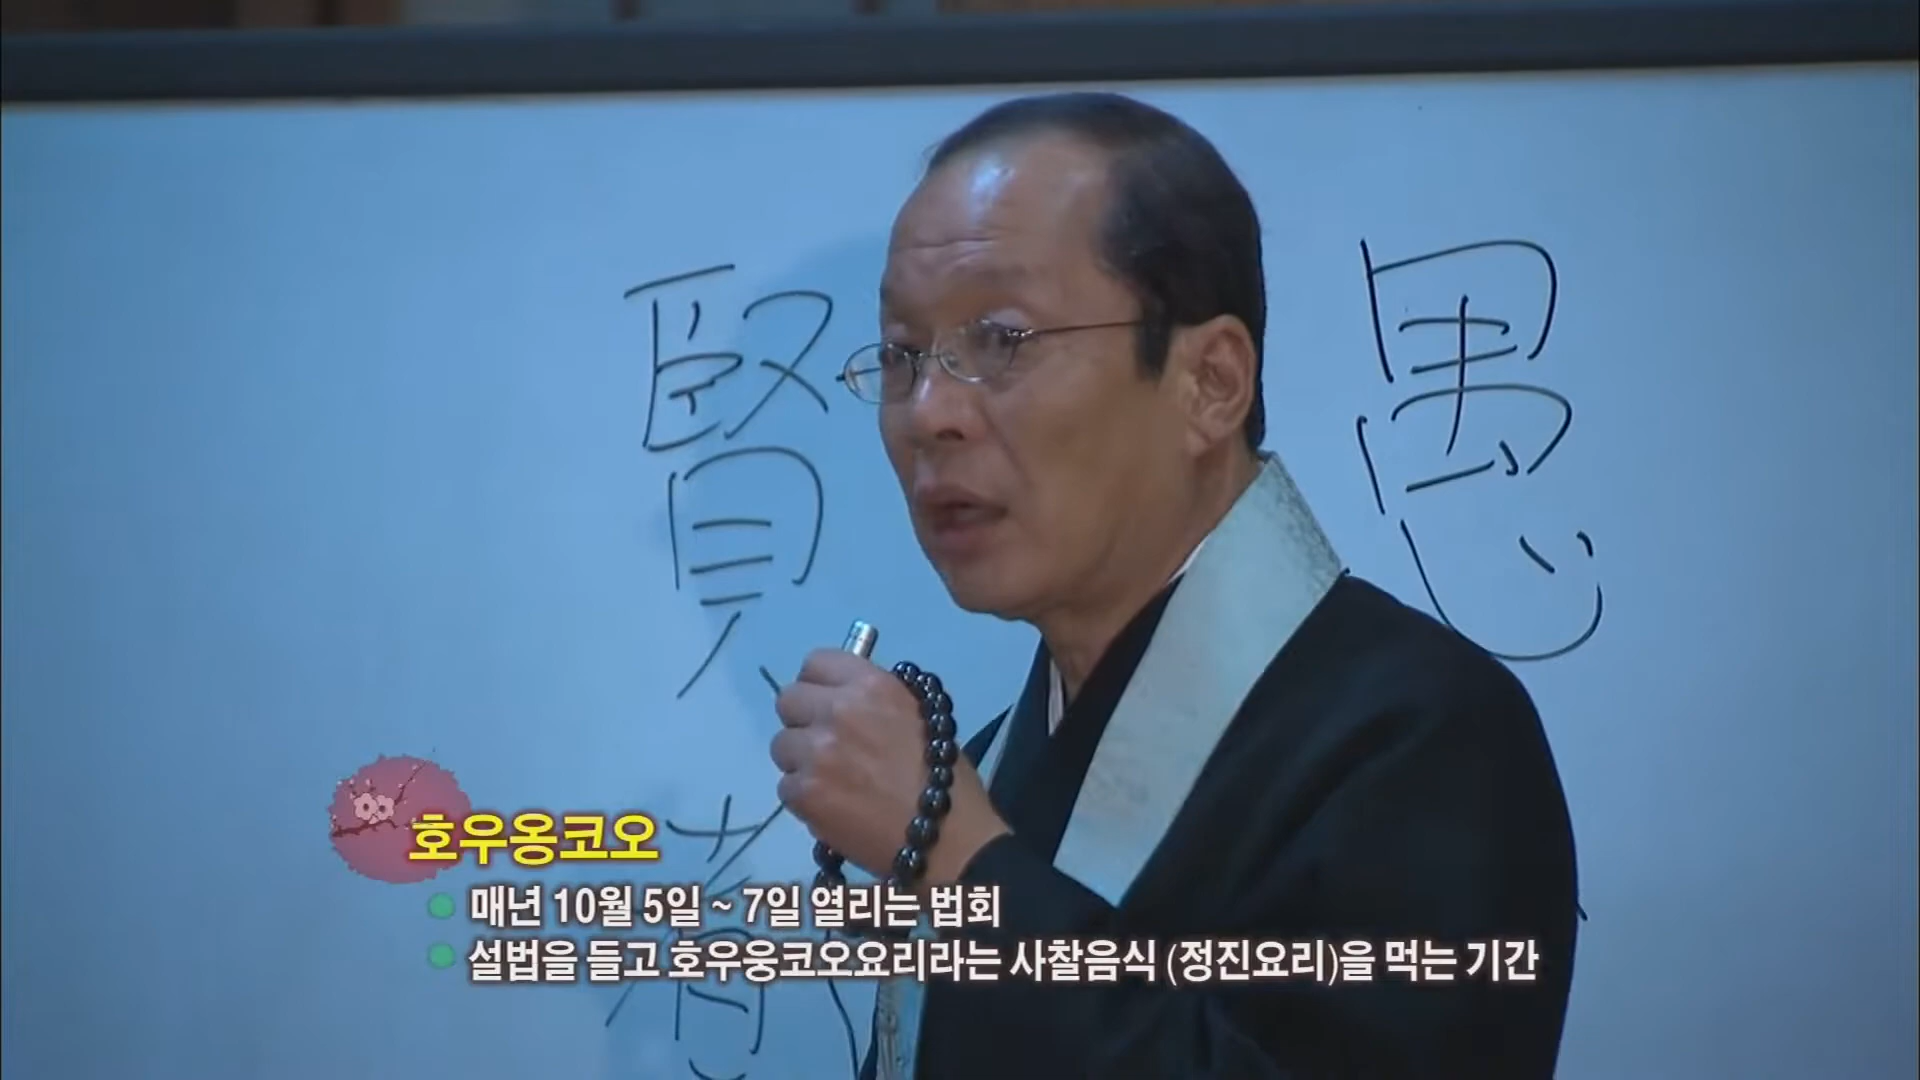 愚
賢
호우옹코오
매년 10월 5일 ~ 7일 열리는 법회
설법을 들고 호우웅코오요리라는 사찰음식 (정진요리)을 먹는 기간